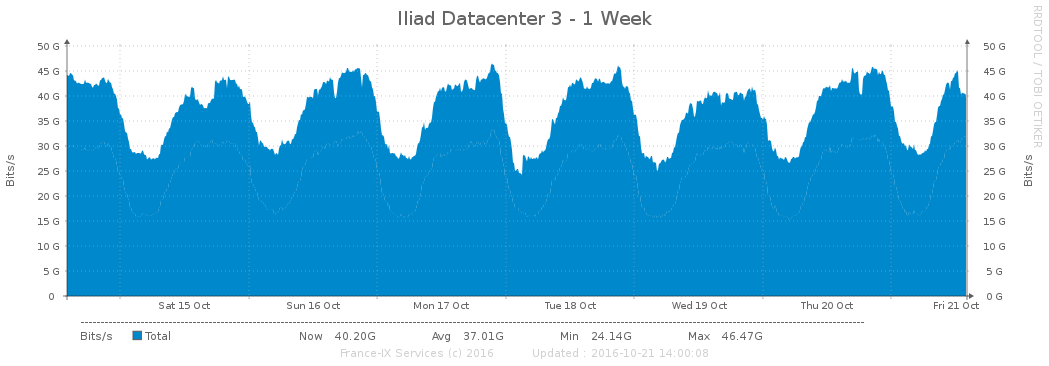 Iliad Datacenter 3 - 1 Week
RRDTOOL / TOBI OETIKER
Bits/s
50 G
45 G
40 G
35 G
30 G
25 G
20 G
15 G
10 G
5 G
0
50 G
45 G
40 G
35 G
30 G
25 G
20 G
15 G
10 G
5 G
0 G
Bits/s
Sat 15 Oct Sun 16 Oct Mon 17 Oct Tue 18 Oct Wed 19 Oct Thu 20 Oct Fri 21 Oct
Bits/s Total Now 40.20G Avg 37.01G Min 24.14G Max 46.47G
France-IX Services (c) 2016 Updated : 2016-10-21 14:00:08